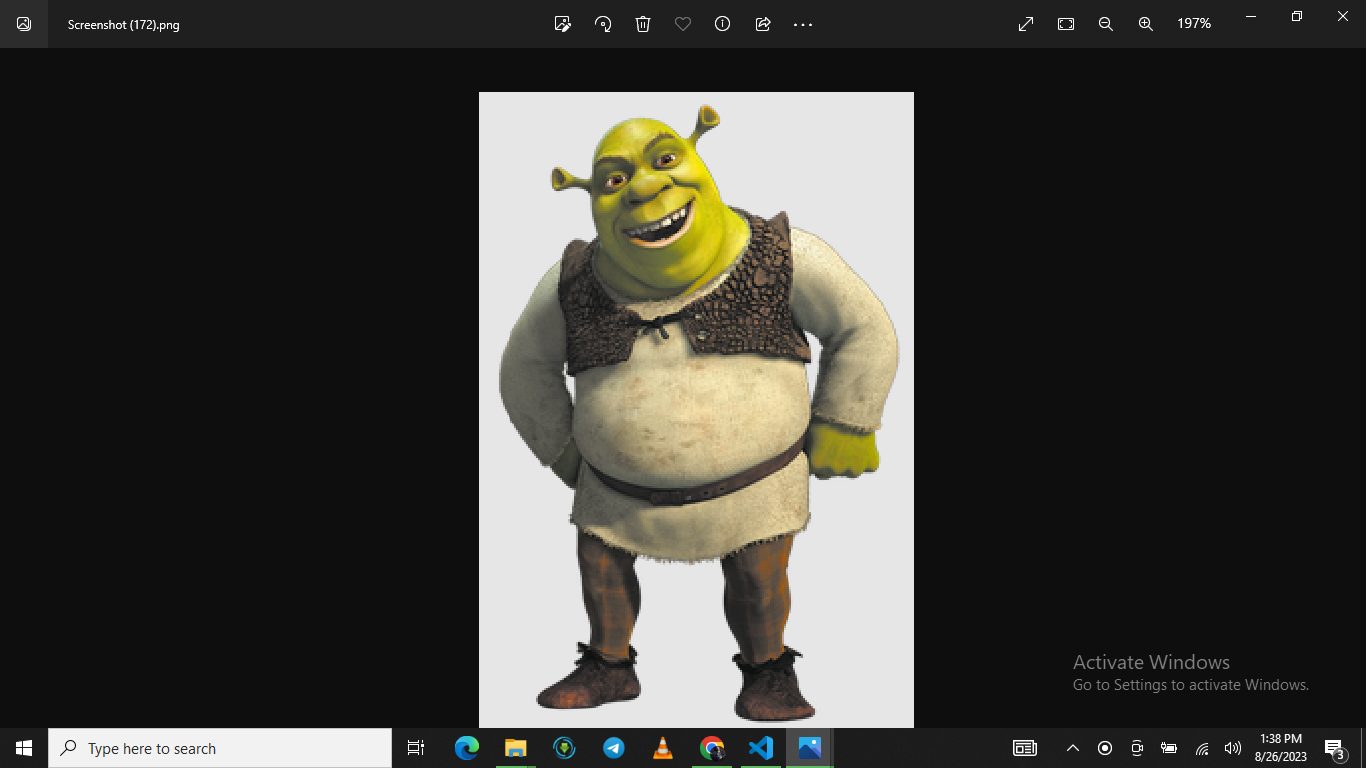 Screenshot (172).png
197%
Activate Windows
Go to Settings to activate Windows.
Type here to search
1:38 PM
8/26/2023
3